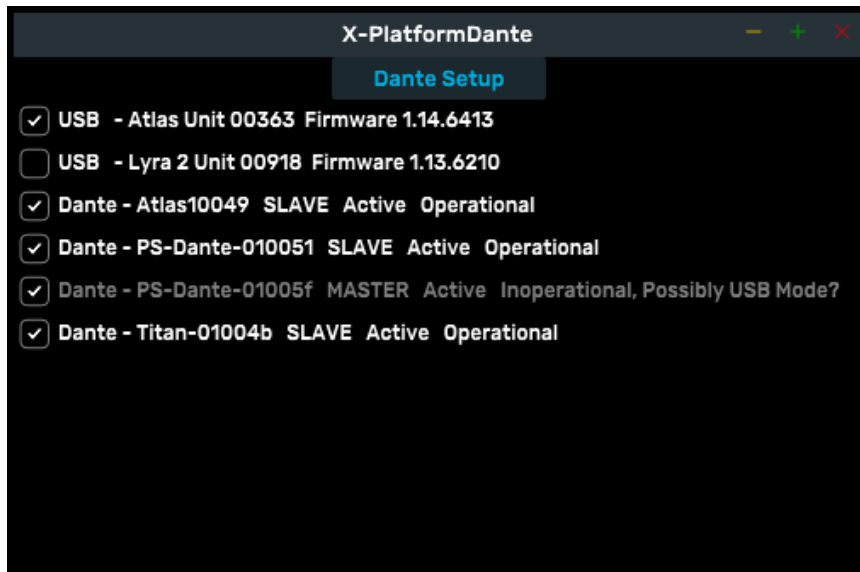 X-PlatformDante
Dante Setup
USB - Atlas Unit 00363 Firmware 1.14.6413
USB - Lyra 2 Unit 00918 Firmware 1.13.6210
Dante - Atlas10049 SLAVE Active Operational
Dante - PS-Dante-010051 SLAVE Active Operational
Dante - PS-Dante-01005f MASTER Active Inoperational, Possibly USB Mode?
Dante - Titan-01004b SLAVE Active Operational